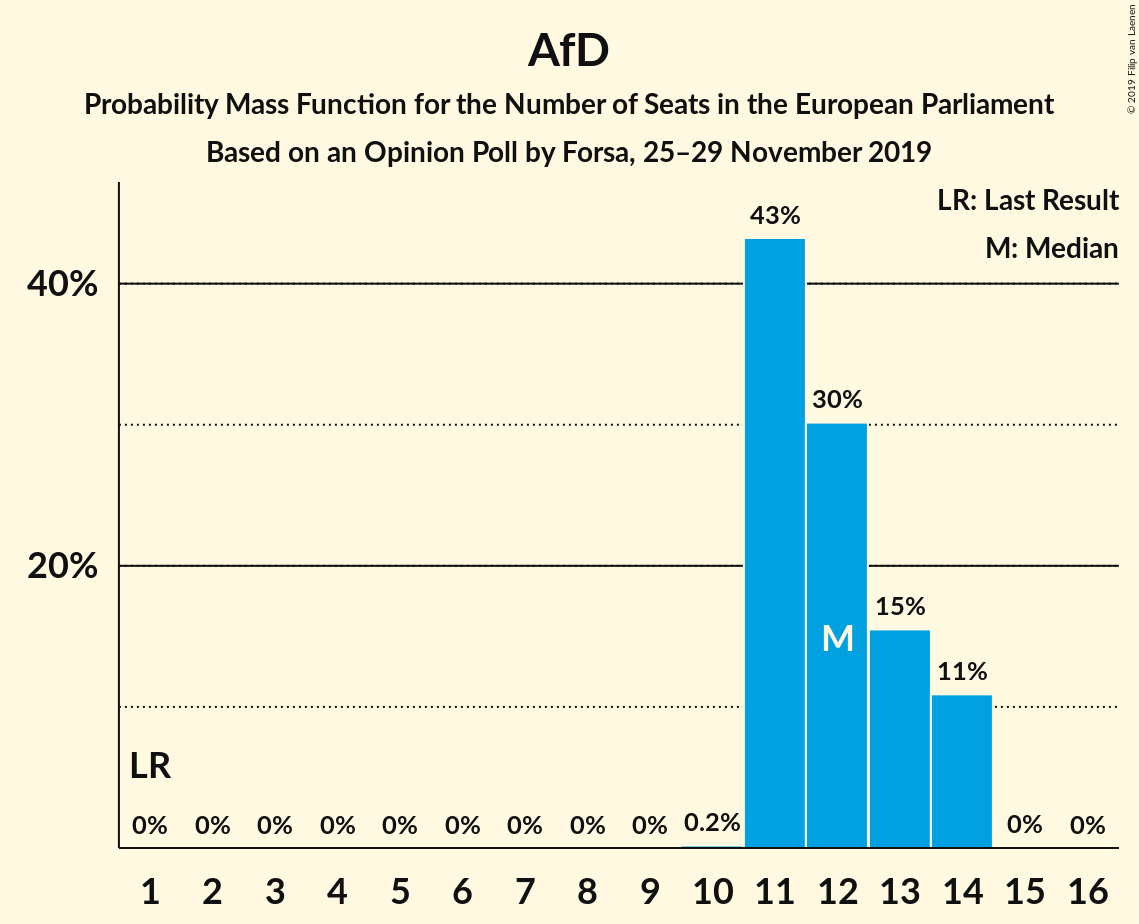 AfD
Probability Mass Function for the Number of Seats in the European Parliament
Based on an Opinion Poll by Forsa, 25–29 November 2019
© 2019 Filip van Laenen
LR: Last Result
M: Median
43%
40%
30%
20%
15%
M
11%
LR
0% 0% 0% 0% 0% 0% 0% 0% 0% 0.2% 0% 0%
1 2 3 4 5 6 7 8 9 10 11 12 13 14 15 16